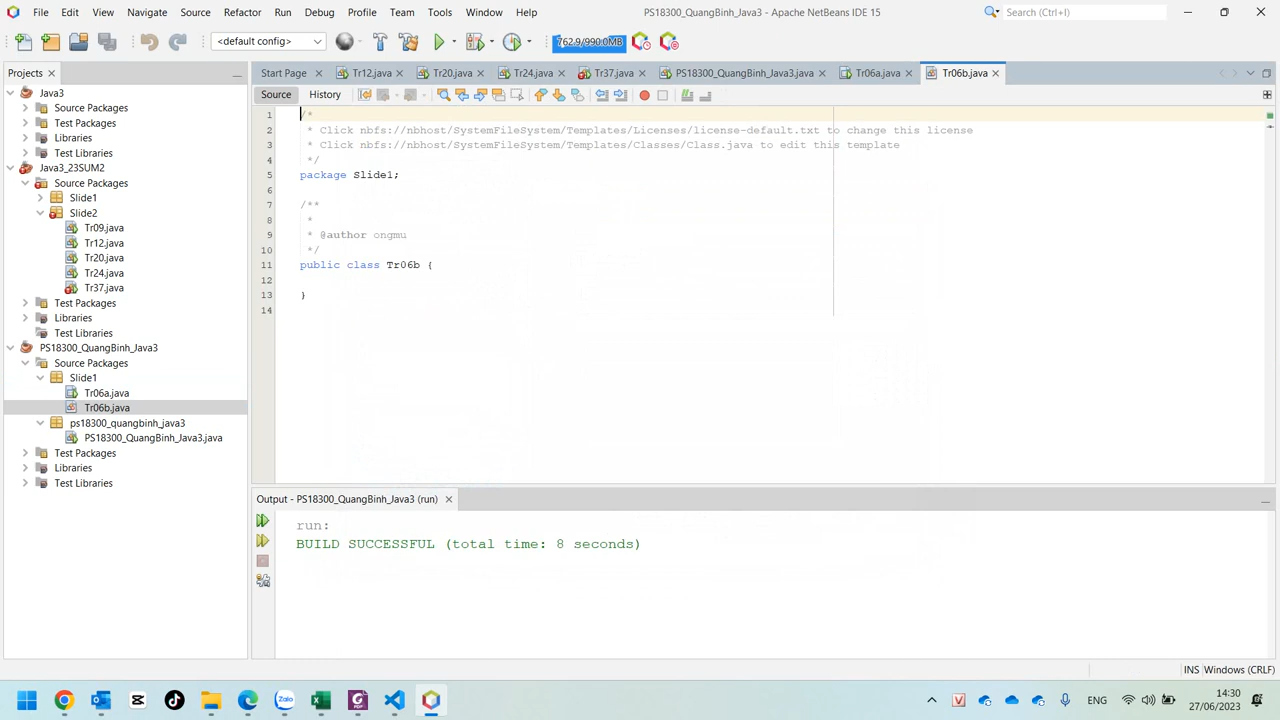 File Edit View Navigate Source Refactor Run Debug Profile Team Tools Window Help PS18300_QuangBinh_Java3 - Apache NetBeans IDE 15 Search (Ctrl+I)
<default config> 762.9/990.0MB
Projects Start Page Tr12.java Tr20.java Tr24.java Tr37.java PS18300_QuangBinh_Java3.java Tr06a.java Tr06b.java
Source History
Java3
Source Packages
Test Packages
Libraries
Test Libraries
Java3_23SUM2
Source Packages
Slide1
Slide2
Tr09.java
Tr12.java
Tr20.java
Tr24.java
Tr37.java
Test Packages
Libraries
Test Libraries
PS18300_QuangBinh_Java3
Source Packages
Slide1
Tr06a.java
Tr06b.java
ps18300_quangbinh_java3
PS18300_QuangBinh_Java3.java
Test Packages
Libraries
Test Libraries
1 /*
2 * Click nbfs://nbhost/SystemFileSystem/Templates/Licenses/license-default.txt to change this license
3 * Click nbfs://nbhost/SystemFileSystem/Templates/Classes/Class.java to edit this template
4 */
5 package Slide1;
6
7 /**
8 *
9 * @author ongmu
10 */
11 public class Tr06b {
12
13 }
14
Output - PS18300_QuangBinh_Java3 (run)
run:
BUILD SUCCESSFUL (total time: 8 seconds)
INS Windows (CRLF)
Zalo PDF ENG 14:30
27/06/2023